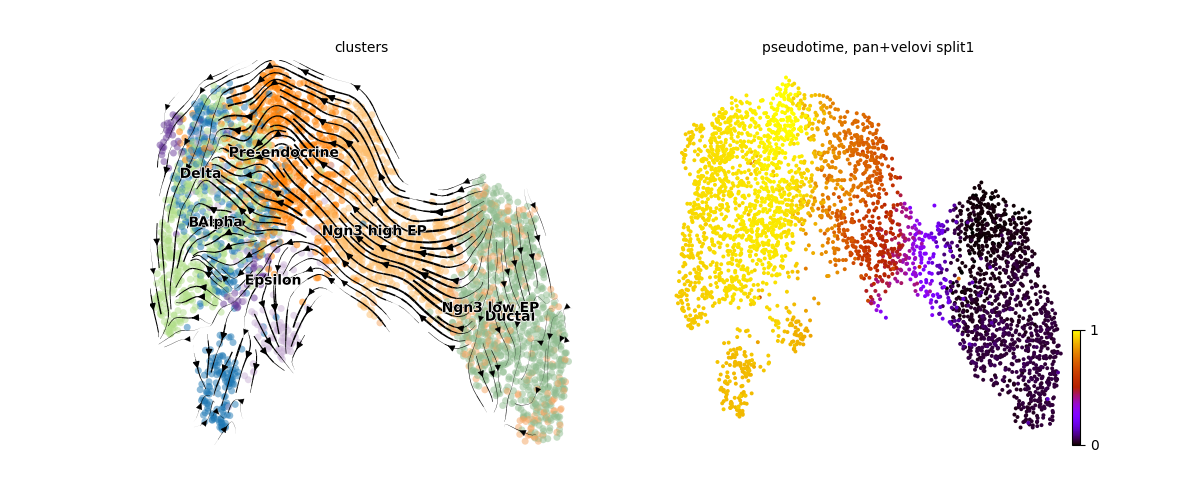 clusters
Pre-endocrine
Delta
BAlpha
Ngn3 high EP
Epsilon
Ngn3 low EP
Ductal
pseudotime, pan+velovi split1
1
0